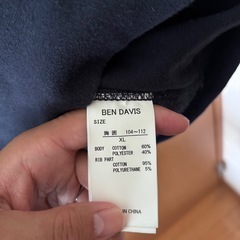 BEN DAVIS
SIZE
胸囲 104~112
XL
BODY COTTON 60%
POLYESTER 40%
RIB PART
COTTON 95%
POLYURETHANE 5%
IN CHINA